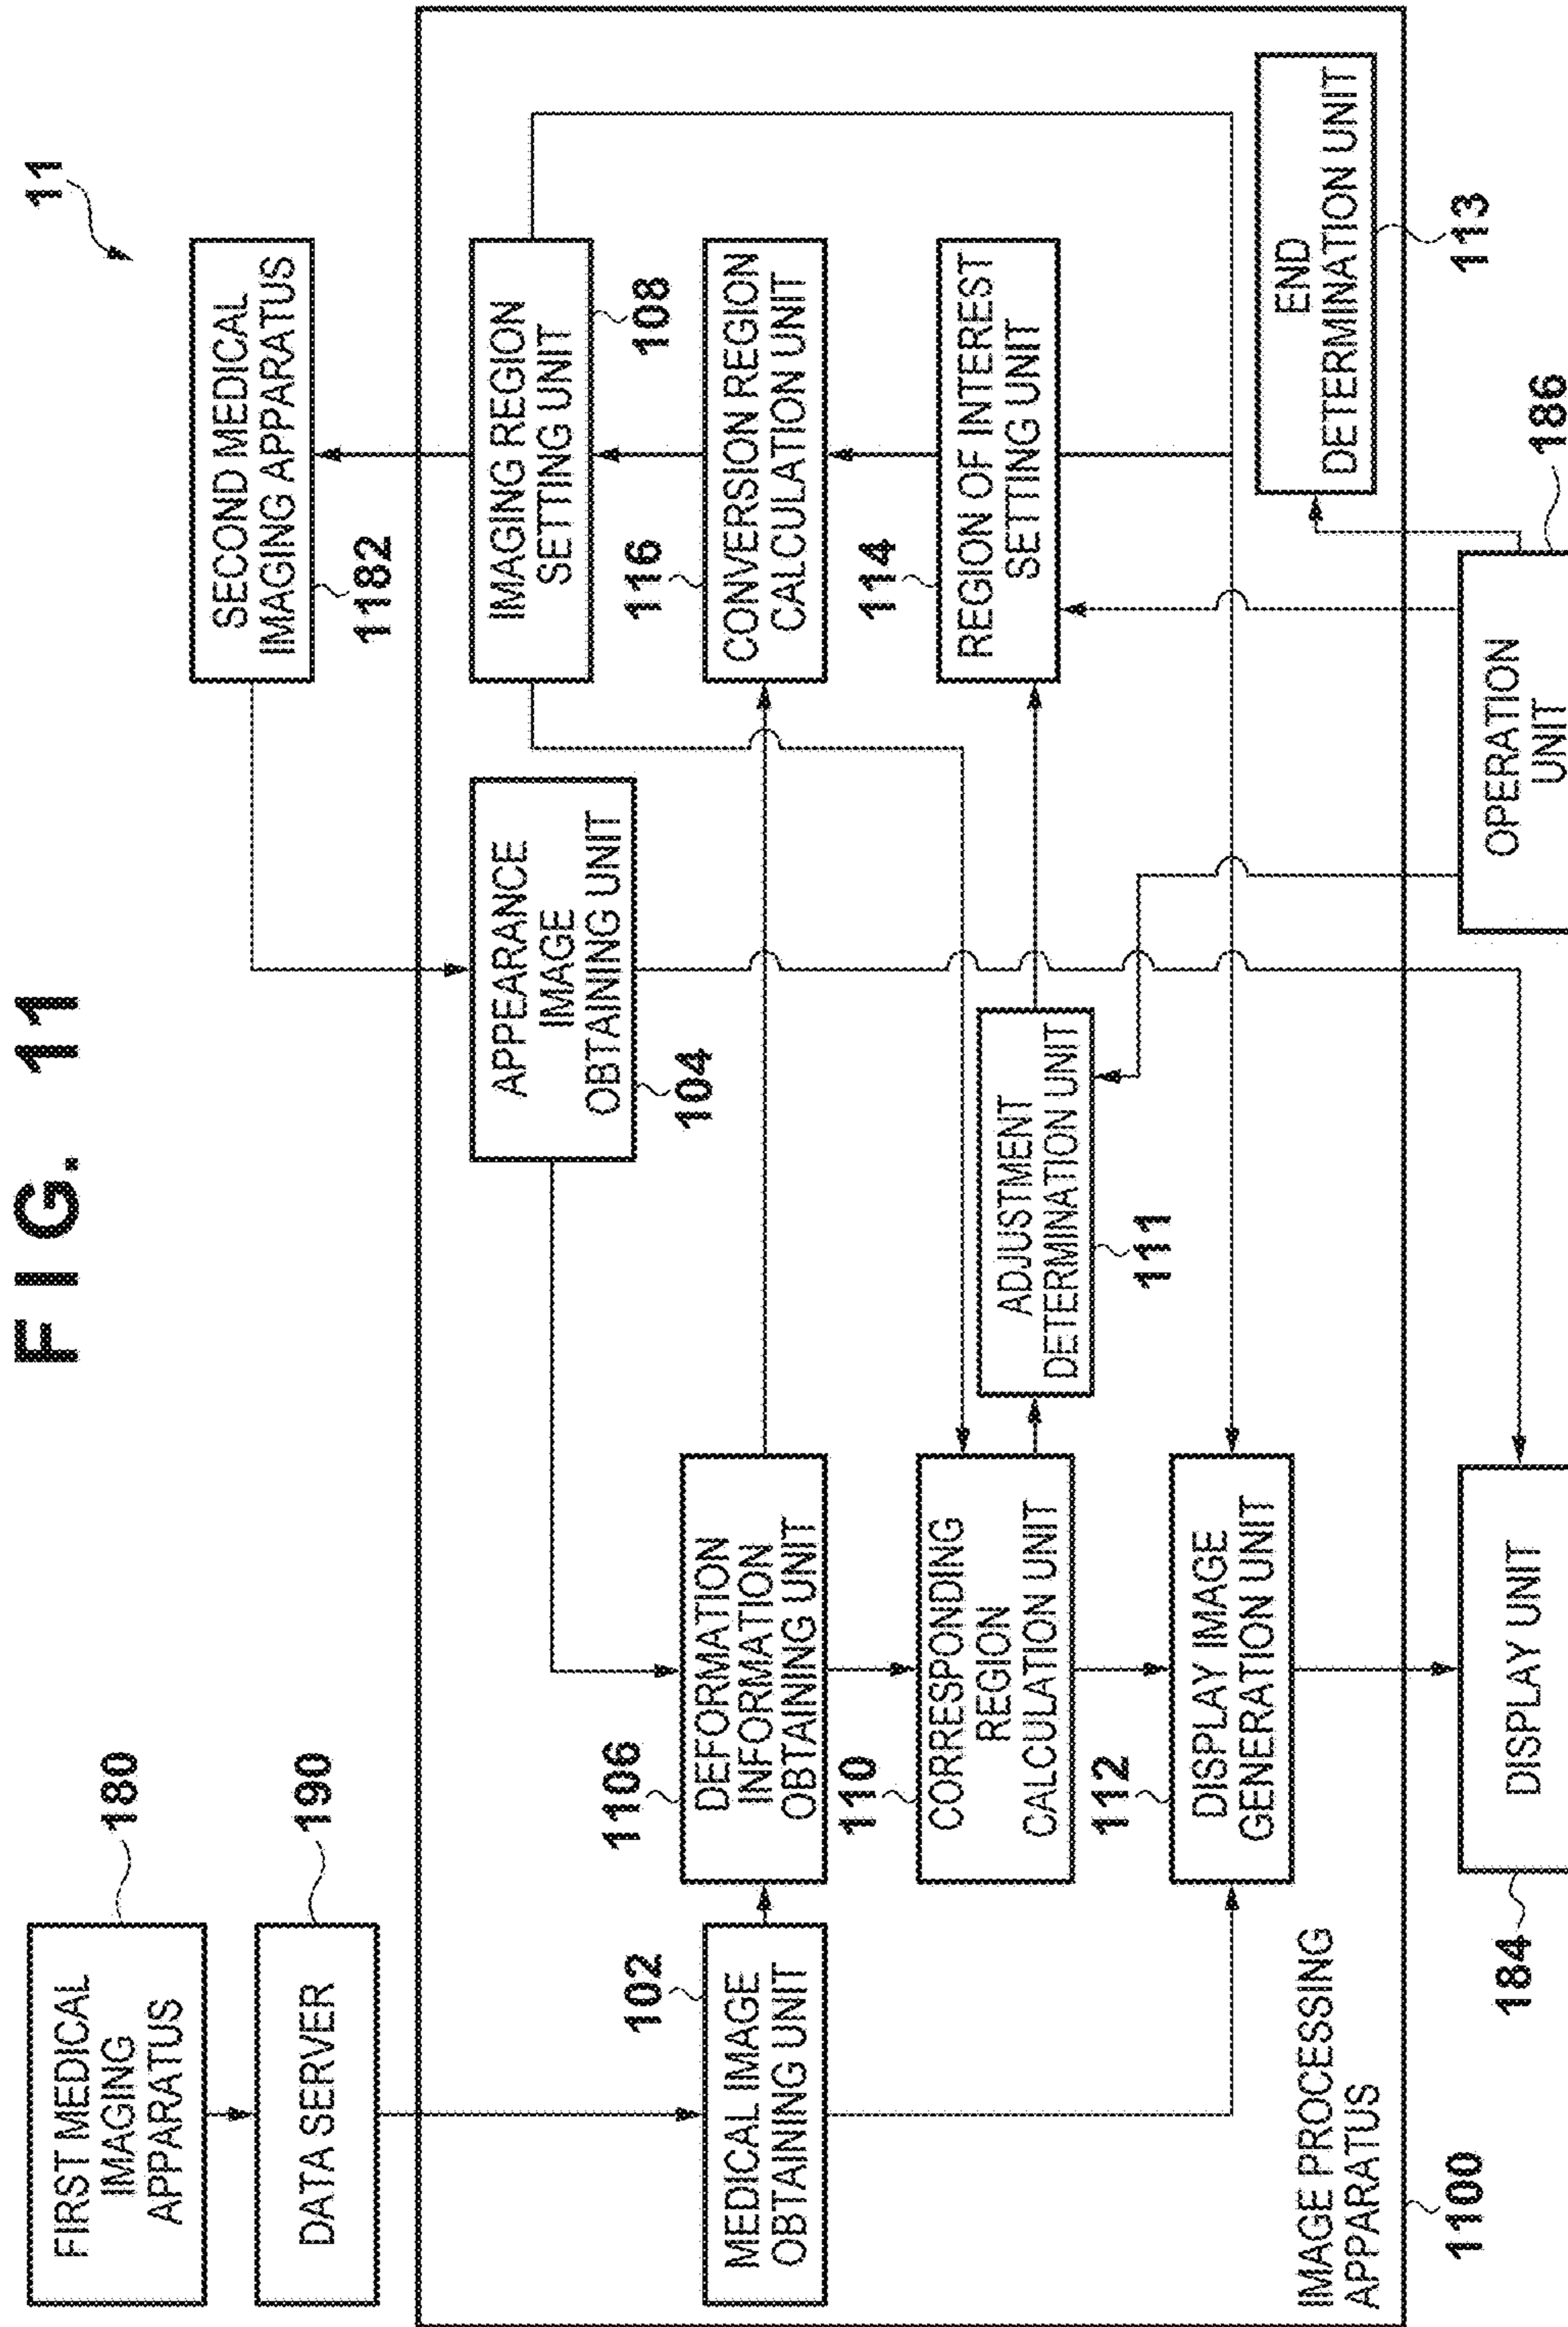 FIG. 11
11
FIRST MEDICAL
IMAGING
APPARATUS
180
DATA SERVER
190
SECOND MEDICAL
IMAGING APPARATUS
1182
MEDICAL IMAGE
OBTAINING UNIT
102
DEFORMATION
INFORMATION
OBTAINING UNIT
1106
APPEARANCE
IMAGE
OBTAINING UNIT
104
IMAGING REGION
SETTING UNIT
108
CONVERSION REGION
CALCULATION UNIT
116
CORRESPONDING
REGION
CALCULATION UNIT
110
ADJUSTMENT
DETERMINATION UNIT
111
REGION OF INTEREST
SETTING UNIT
114
DISPLAY IMAGE
GENERATION UNIT
112
END
DETERMINATION UNIT
113
IMAGE PROCESSING
APPARATUS
1100
DISPLAY UNIT
184
OPERATION
UNIT
186